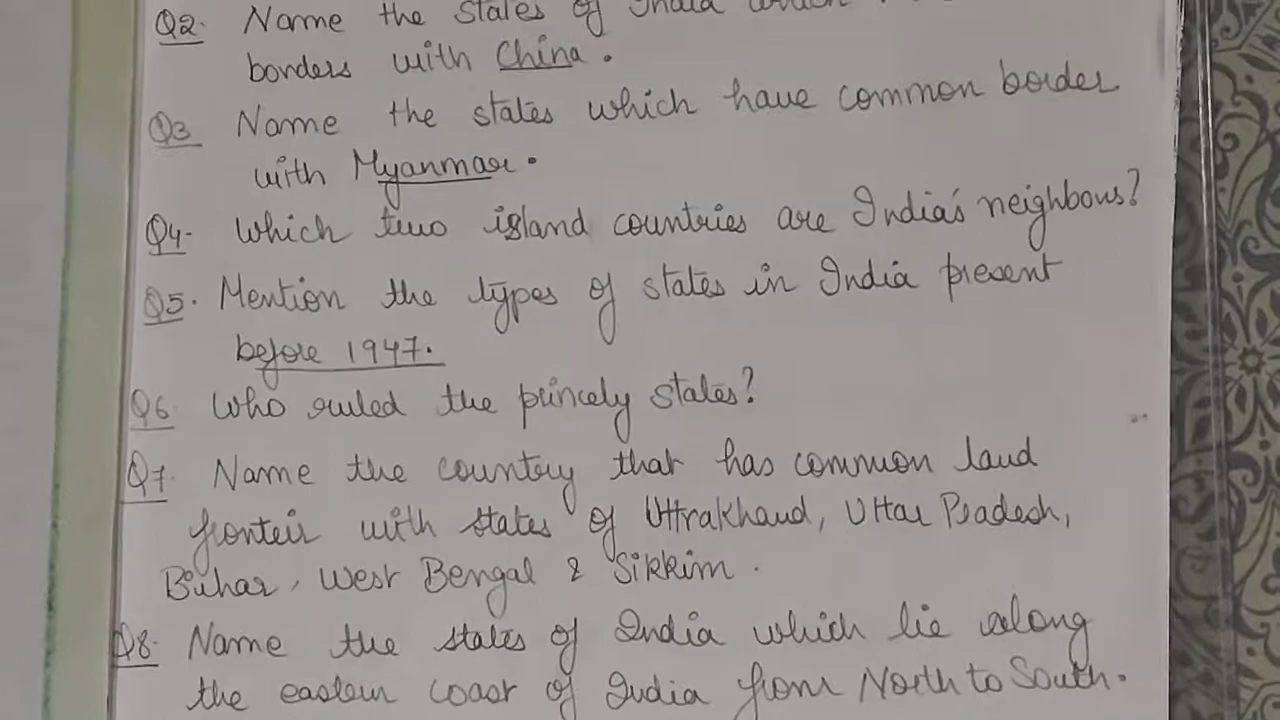 Q2. Name the states of India which
borders with China.
Q3 Name the states which have common border
with Myanmar.
Q4- Which two island countries are India's neighbours?
Q5. Mention the types of states in India present
before 1947.
Q6. Who ruled the princely states?
Q7. Name the country that has common land
fronteir with states of Uttrakhand, Uttar Pradesh,
Buhar, West Bengal & Sikkim.
Q8. Name the states of India which lie along
the eastern coast of India from North to South.